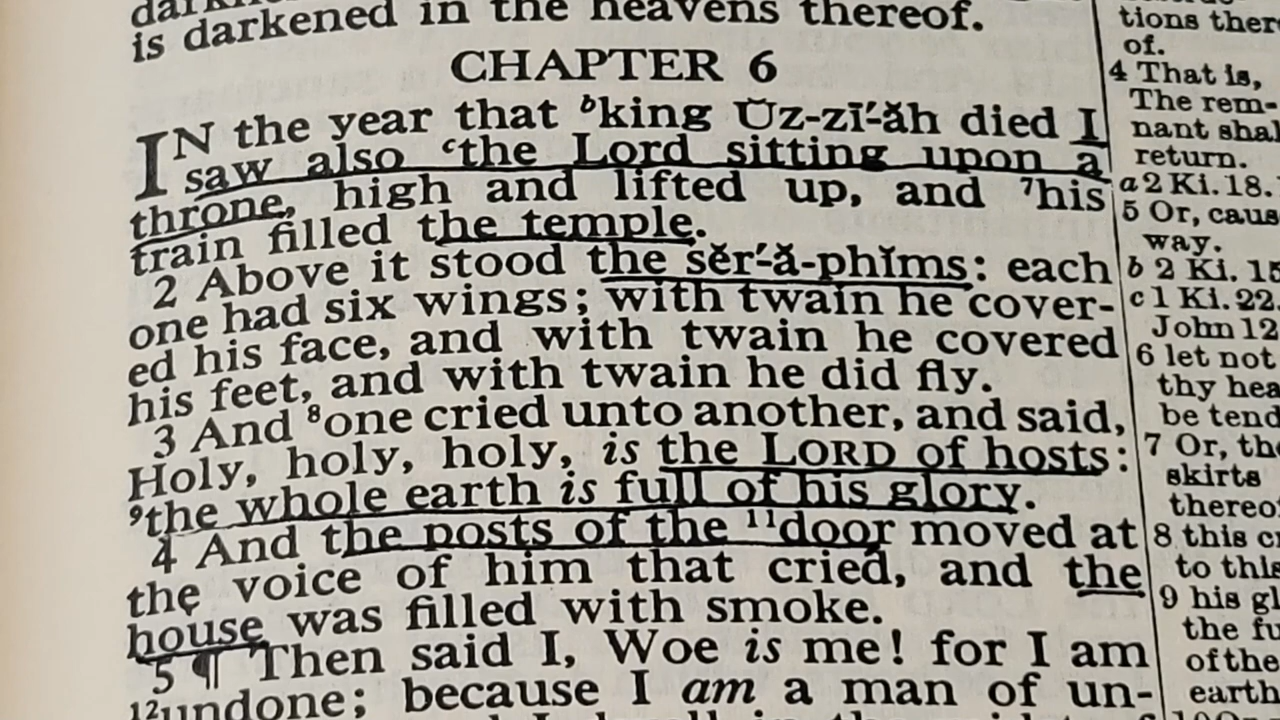 is darkened in the heavens thereof.
CHAPTER 6
IN the year that ᵇking Ŭz-zī′-ăh died I
saw also ᶜthe Lord sitting upon a
throne, high and lifted up, and ⁷his
train filled the temple.
2 Above it stood the sĕr′-ă-phĭms: each
one had six wings; with twain he cover-
ed his face, and with twain he covered
his feet, and with twain he did fly.
3 And ⁸one cried unto another, and said,
Holy, holy, holy, is the LORD of hosts:
⁹the whole earth is full of his glory.
4 And the posts of the ¹¹door moved at
the voice of him that cried, and the
house was filled with smoke.
5 ¶ Then said I, Woe is me! for I am
¹²undone; because I am a man of un-
tions there
of.
4 That is,
The rem-
nant shal
return.
a 2 Ki. 18.
5 Or, caus
way.
b 2 Ki. 15
c 1 Ki. 22.
John 12
6 let not
thy hea
be tend
7 Or, the
skirts
thereof
8 this cr
to this
9 his gl
the fu
of the
earth